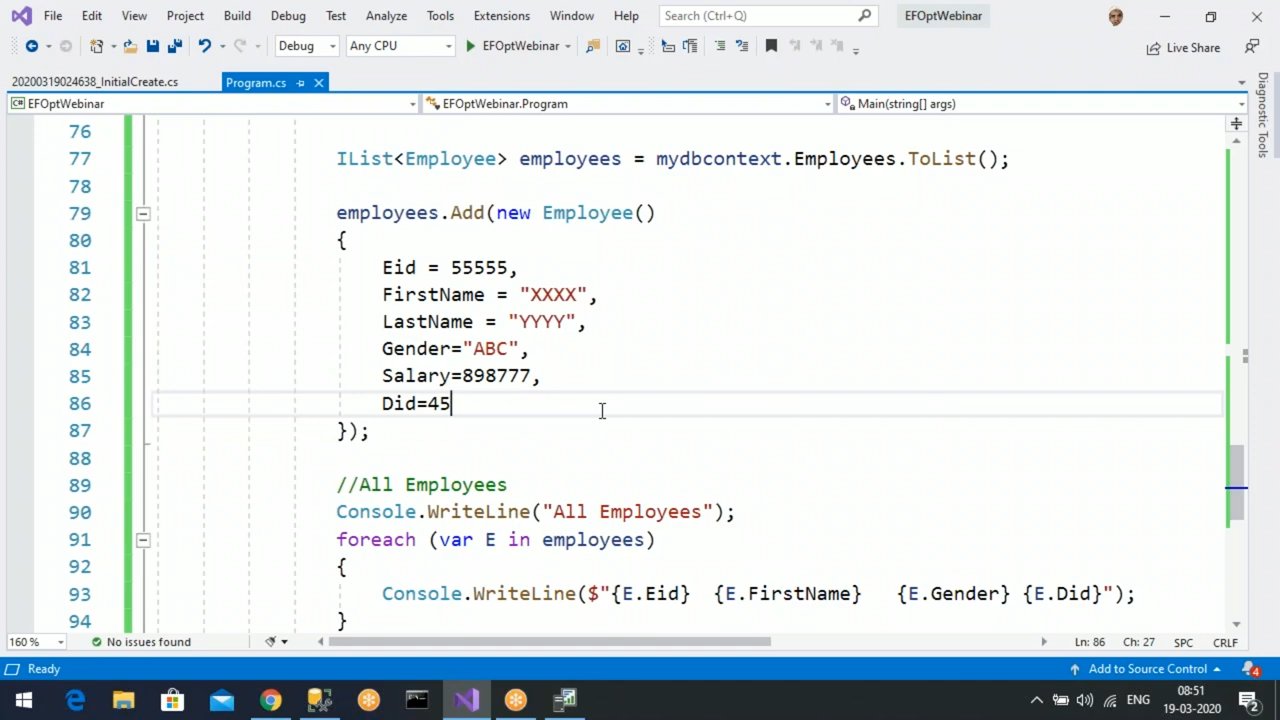 File Edit View Project Build Debug Test Analyze Tools Extensions Window Help Search (Ctrl+Q) EFOptWebinar
Debug Any CPU EFOptWebinar Live Share
20200319024638_InitialCreate.cs Program.cs
EFOptWebinar EFOptWebinar.Program Main(string[] args)
Diagnostic Tools
76
77 IList<Employee> employees = mydbcontext.Employees.ToList();
78
79 employees.Add(new Employee()
80 {
81 Eid = 55555,
82 FirstName = "XXXX",
83 LastName = "YYYY",
84 Gender="ABC",
85 Salary=898777,
86 Did=45
87 });
88
89 //All Employees
90 Console.WriteLine("All Employees");
91 foreach (var E in employees)
92 {
93 Console.WriteLine($"{E.Eid} {E.FirstName} {E.Gender} {E.Did}");
94 }
160 % No issues found Ln: 86 Ch: 27 SPC CRLF
Ready Add to Source Control 4
ENG 08:51
19-03-2020 2